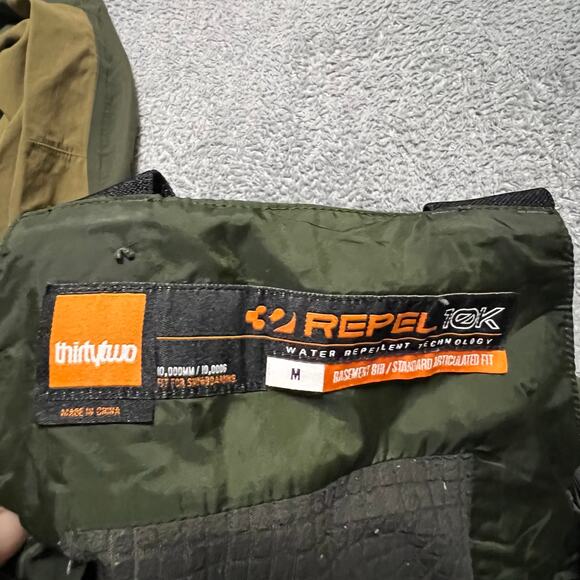 thirtytwo
REPEL 10K
WATER REPELLENT TECHNOLOGY
10,000MM / 10,000G
FIT FOR SNOWBOARDING
M
BASEMENT BIB / STANDARD ARTICULATED FIT
MADE IN CHINA